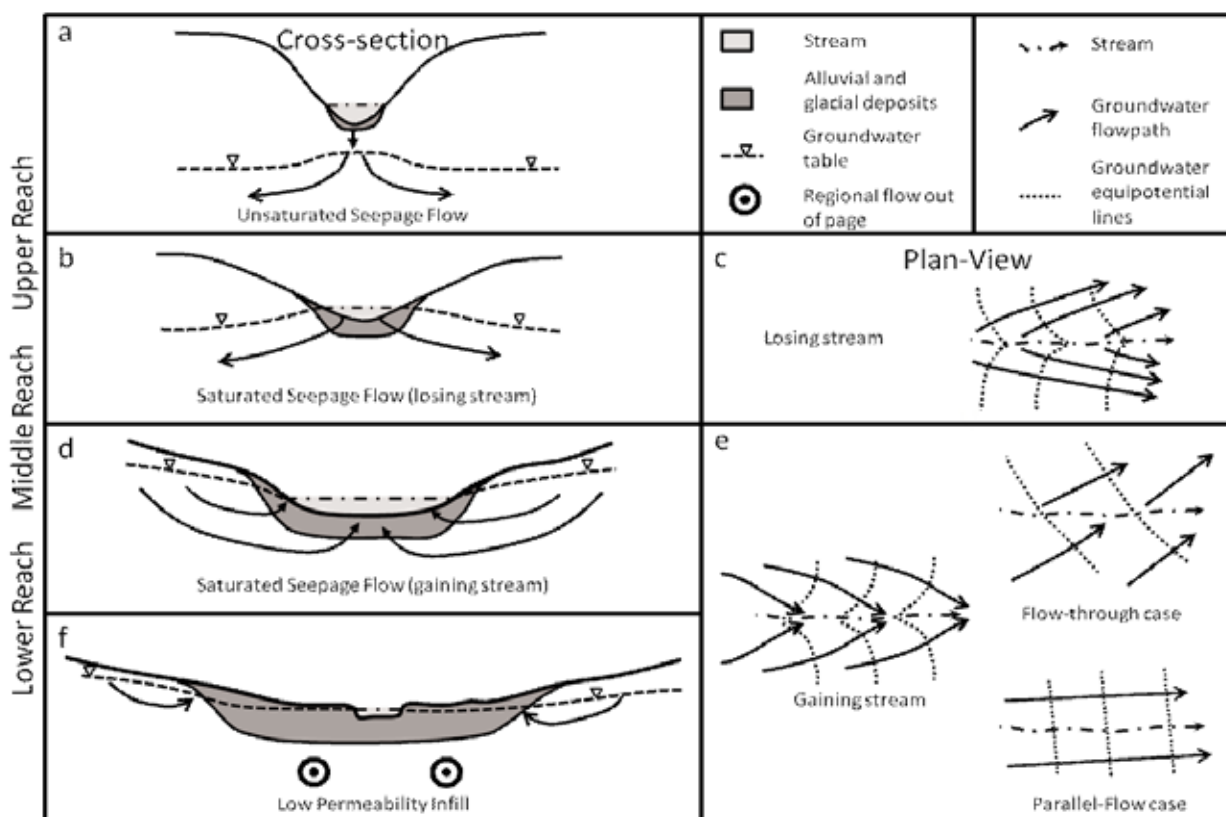 a
Cross-section
Unsaturated Seepage Flow
Stream
Alluvial and
glacial deposits
Groundwater
table
Regional flow out
of page
Stream
Groundwater
flowpath
Groundwater
equipotential
lines
Upper Reach
b
Saturated Seepage Flow (losing stream)
c
Plan-View
Losing stream
Middle Reach
d
Saturated Seepage Flow (gaining stream)
e
Gaining stream
Flow-through case
Parallel-Flow case
Lower Reach
f
Low Permeability Infill